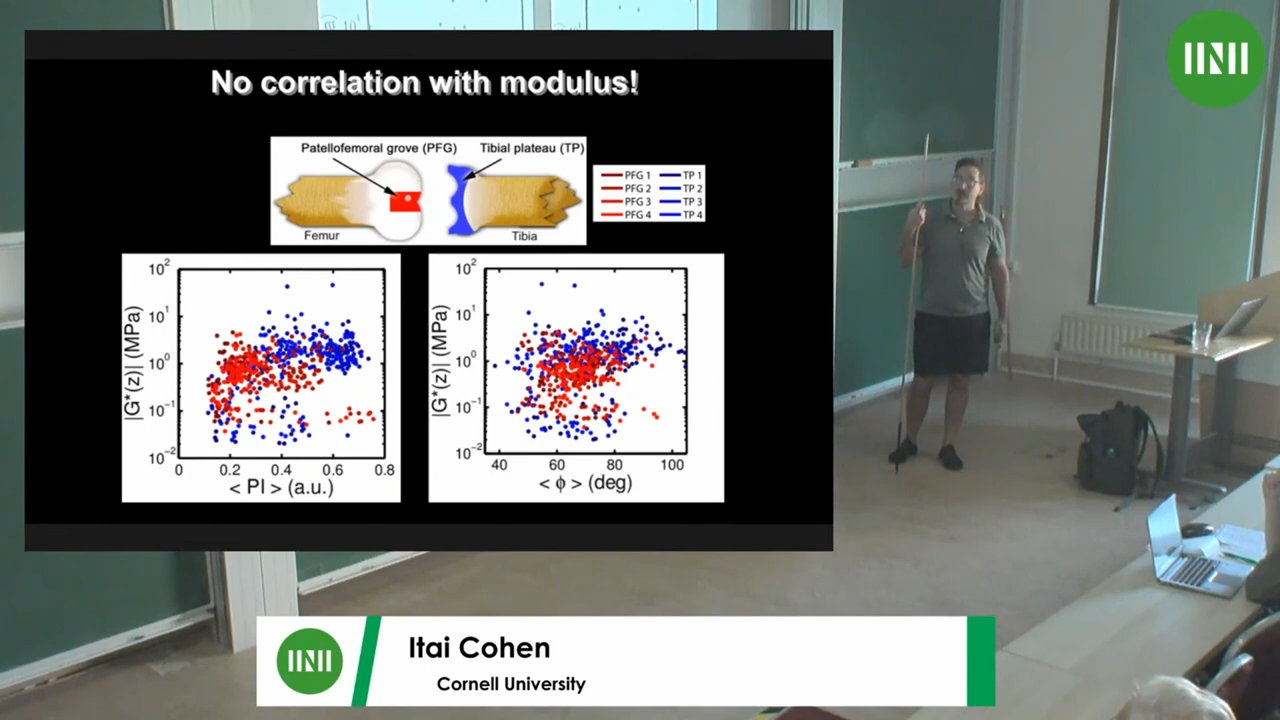 No correlation with modulus!
Patellofemoral grove (PFG)
Tibial plateau (TP)
Femur
Tibia
PFG 1
TP 1
PFG 2
TP 2
PFG 3
TP 3
PFG 4
TP 4
|G*(z)| (MPa)
10²
10¹
10⁰
10⁻¹
10⁻²
0 0.2 0.4 0.6 0.8
< PI > (a.u.)
|G*(z)| (MPa)
10²
10¹
10⁰
10⁻¹
10⁻²
40 60 80 100
< ϕ > (deg)
Itai Cohen
Cornell University